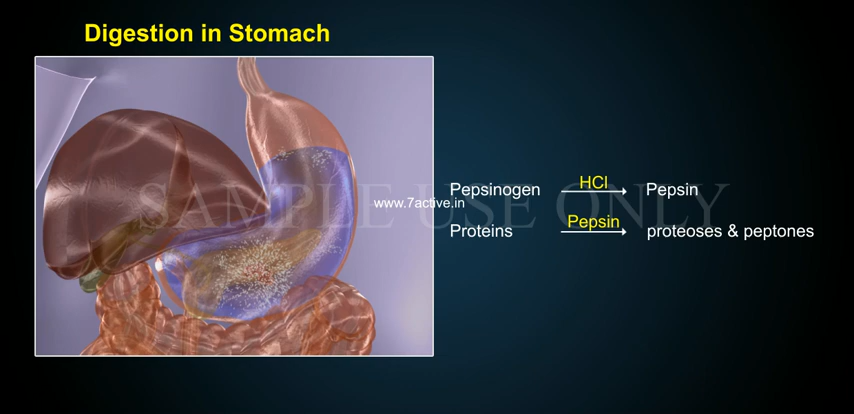 Digestion in Stomach
Pepsinogen HCl Pepsin
SAMPLE USE ONLY
www.7active.in
Proteins Pepsin proteoses & peptones